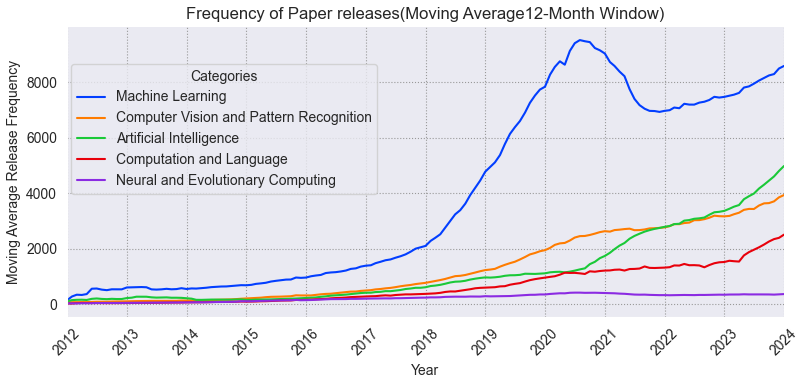 Frequency of Paper releases(Moving Average12-Month Window)
Moving Average Release Frequency
8000
6000
4000
2000
0
Categories
Machine Learning
Computer Vision and Pattern Recognition
Artificial Intelligence
Computation and Language
Neural and Evolutionary Computing
2012
2013
2014
2015
2016
2017
2018
2019
2020
2021
2022
2023
2024
Year